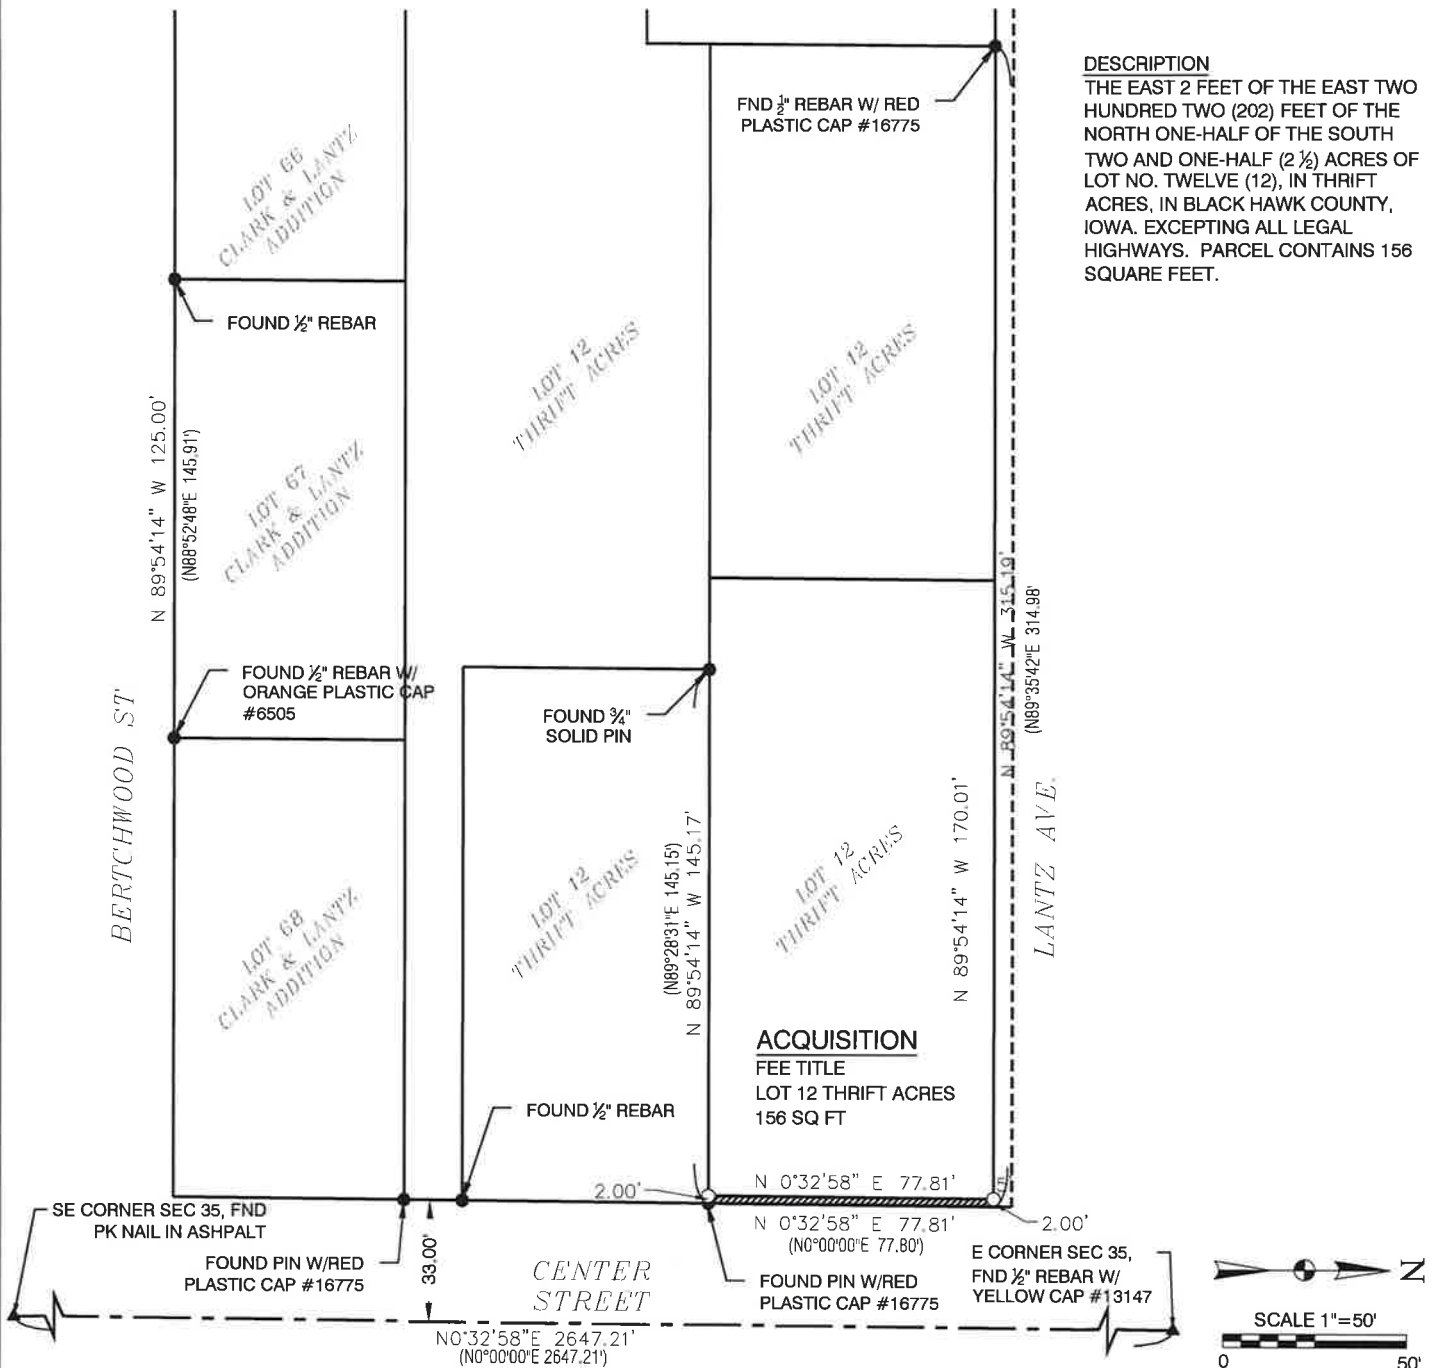 DESCRIPTION
THE EAST 2 FEET OF THE EAST TWO
HUNDRED TWO (202) FEET OF THE
NORTH ONE-HALF OF THE SOUTH
TWO AND ONE-HALF (2 ½) ACRES OF
LOT NO. TWELVE (12), IN THRIFT
ACRES, IN BLACK HAWK COUNTY,
IOWA. EXCEPTING ALL LEGAL
HIGHWAYS. PARCEL CONTAINS 156
SQUARE FEET.
FND ½" REBAR W/ RED
PLASTIC CAP #16775
LOT 66
CLARK & LANTZ
ADDITION
FOUND ½" REBAR
LOT 12
THRIFT ACRES
LOT 12
THRIFT ACRES
N 89°54'14" W 125.00'
(N88°52'48"E 145.91')
LOT 67
CLARK & LANTZ
ADDITION
N 89°54'14" W 315.19'
(N89°35'42"E 314.98')
FOUND ½" REBAR W/
ORANGE PLASTIC CAP
#6505
FOUND ¾"
SOLID PIN
BERTCHWOOD ST
LOT 68
CLARK & LANTZ
ADDITION
LOT 12
THRIFT ACRES
(N89°28'31"E 145.15')
N 89°54'14" W 145.17'
LOT 12
THRIFT ACRES
N 89°54'14" W 170.01'
LANTZ AVE.
ACQUISITION
FEE TITLE
LOT 12 THRIFT ACRES
156 SQ FT
FOUND ½" REBAR
2.00'
N 0°32'58" E 77.81'
N 0°32'58" E 77.81'
(N0°00'00"E 77.80')
2.00'
SE CORNER SEC 35, FND
PK NAIL IN ASHPALT
FOUND PIN W/RED
PLASTIC CAP #16775
33.00'
CENTER
STREET
FOUND PIN W/RED
PLASTIC CAP #16775
E CORNER SEC 35,
FND ½" REBAR W/
YELLOW CAP #13147
N0°32'58"E 2647.21'
(N0°00'00"E 2647.21')
N
SCALE 1"=50'
0 50'